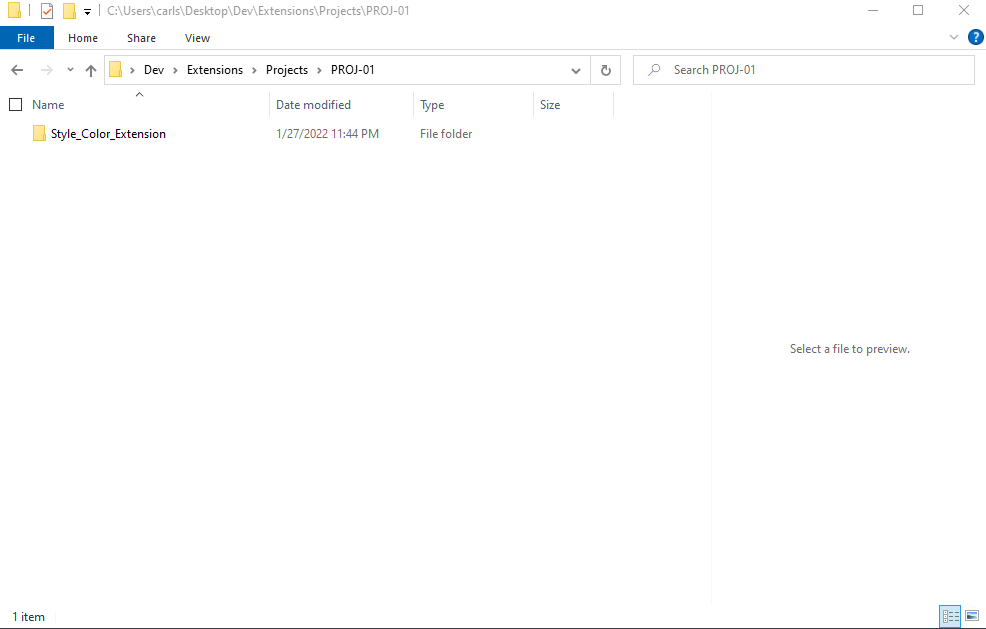 C:\Users\carls\Desktop\Dev\Extensions\Projects\PROJ-01
File Home Share View
Dev Extensions Projects PROJ-01 Search PROJ-01
Name Date modified Type Size
Style_Color_Extension 1/27/2022 11:44 PM File folder
Select a file to preview.
1 item